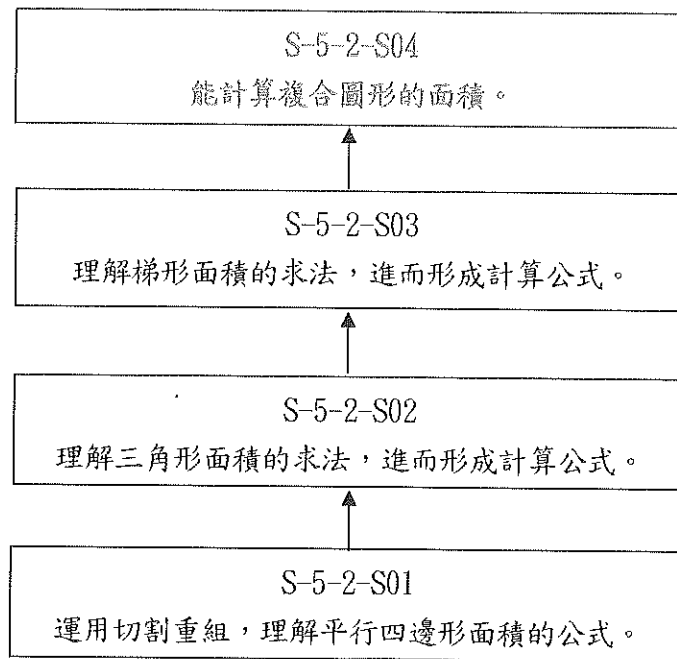 S-5-2-S04
能計算複合圖形的面積。
S-5-2-S03
理解梯形面積的求法，進而形成計算公式。
S-5-2-S02
理解三角形面積的求法，進而形成計算公式。
S-5-2-S01
運用切割重組，理解平行四邊形面積的公式。